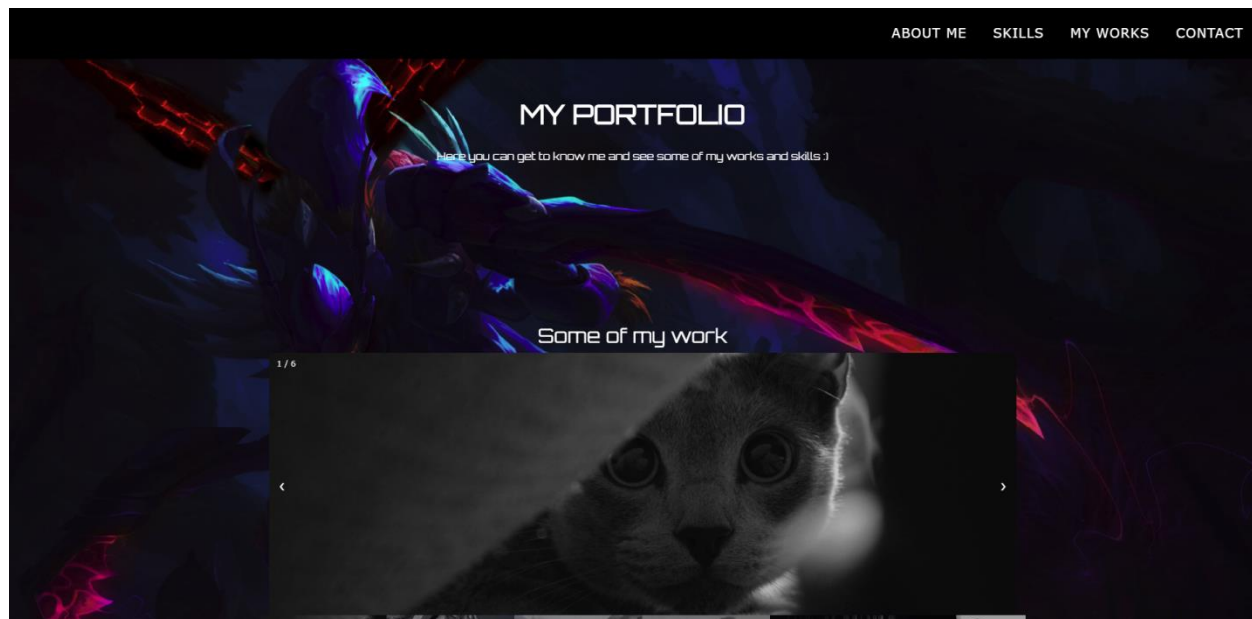 ABOUT ME SKILLS MY WORKS CONTACT
MY PORTFOLIO
Here you can get to know me and see some of my works and skills :)
Some of my work
1 / 6
‹ ›